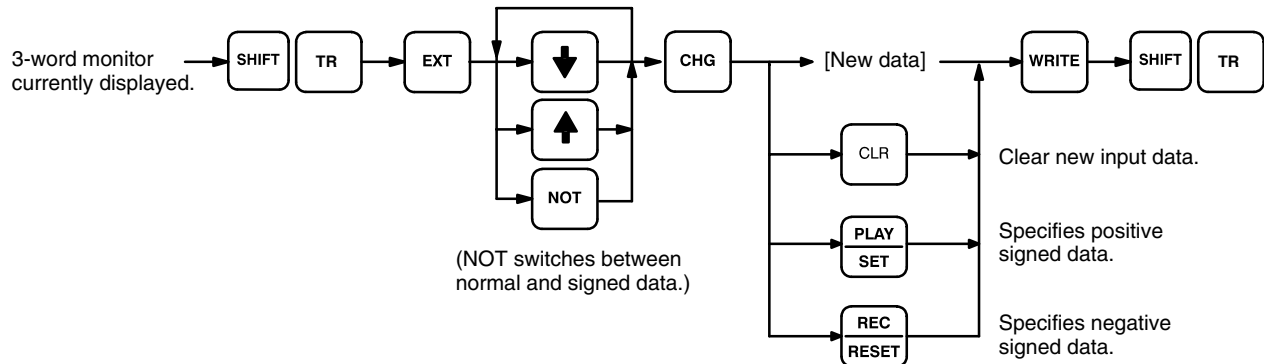 3-word monitor
currently displayed.
SHIFT
TR
EXT
CHG
[New data]
WRITE
SHIFT
TR
CLR
Clear new input data.
NOT
PLAY
SET
Specifies positive
signed data.
(NOT switches between
normal and signed data.)
REC
RESET
Specifies negative
signed data.